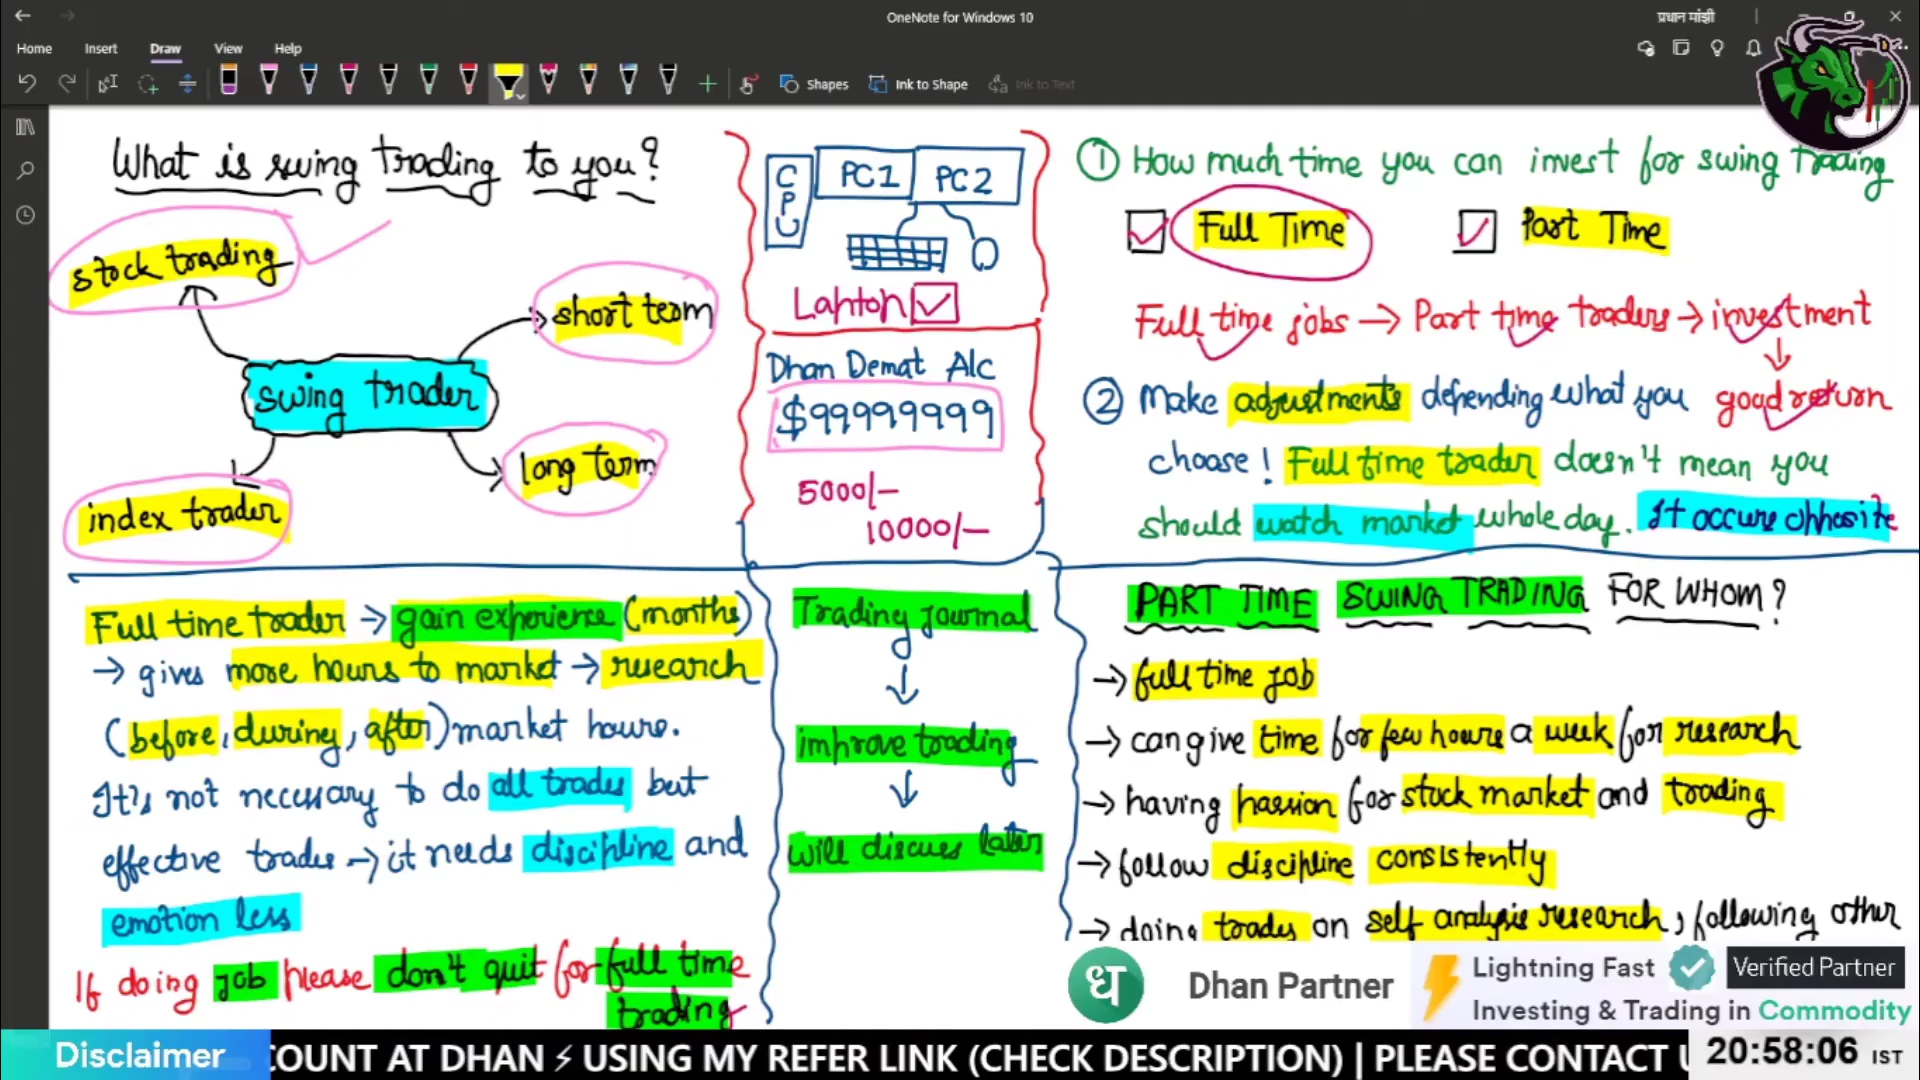 OneNote for Windows 10
प्रधान मांझी
Home Insert Draw View Help
Shapes Ink to Shape Ink to Text
What is swing trading to you?
stock trading
short term
swing trader
long term
index trader
CPU
PC1 PC2
Laptop
Dhan Demat A/c
$99999999
5000/-
10000/-
① How much time you can invest for swing trading
Full Time Part Time
Full time jobs → Part time traders → investment
↓
② Make adjustments depending what you good return
choose! Full time trader doesn't mean you
should watch market whole day. It occurs opposite
Full time trader → gain experience (months)
→ gives more hours to market → research
(before, during, after) market hours.
It's not necessary to do all trades but
effective trades → it needs discipline and
emotion less
If doing job please don't quit for full time
trading
Trading journal
↓
improve trading
↓
will discuss later
PART TIME SWING TRADING FOR WHOM?
→ full time job
→ can give time for few hours a week for research
→ having passion for stock market and trading
→ follow discipline consistently
→ doing trades on self analysis research, following other
ध Dhan Partner
Lightning Fast Verified Partner
Investing & Trading in Commodity
Disclaimer COUNT AT DHAN ⚡ USING MY REFER LINK (CHECK DESCRIPTION) | PLEASE CONTACT 20:58:06 IST